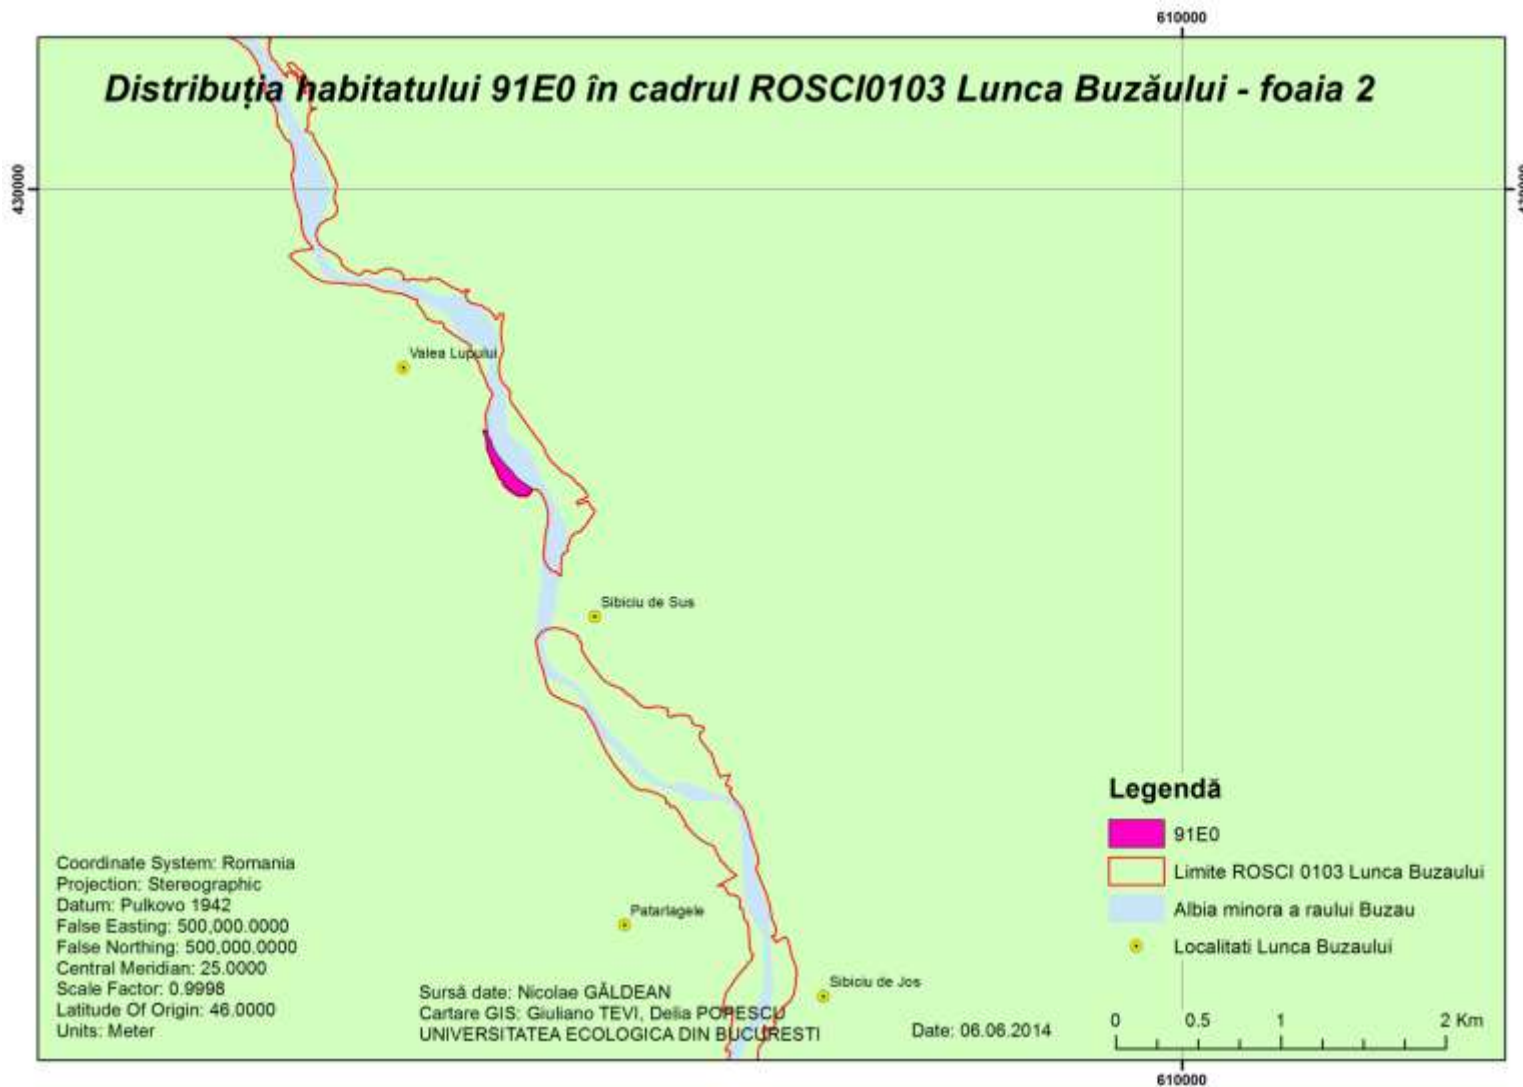 610000
Distribuția habitatului 91E0 în cadrul ROSCI0103 Lunca Buzăului - foaia 2
430000
Valea Lupului
Sibiciu de Sus
Legendă
91E0
Limite ROSCI 0103 Lunca Buzaului
Albia minora a raului Buzau
Localitati Lunca Buzaului
Patarlagele
Sibiciu de Jos
Coordinate System: Romania
Projection: Stereographic
Datum: Pulkovo 1942
False Easting: 500,000.0000
False Northing: 500,000.0000
Central Meridian: 25.0000
Scale Factor: 0.9998
Latitude Of Origin: 46.0000
Units: Meter
Sursă date: Nicolae GĂLDEAN
Cartare GIS: Giuliano TEVI, Delia POPESCU
UNIVERSITATEA ECOLOGICA DIN BUCURESTI
Date: 06.06.2014
0 0.5 1 2 Km
610000